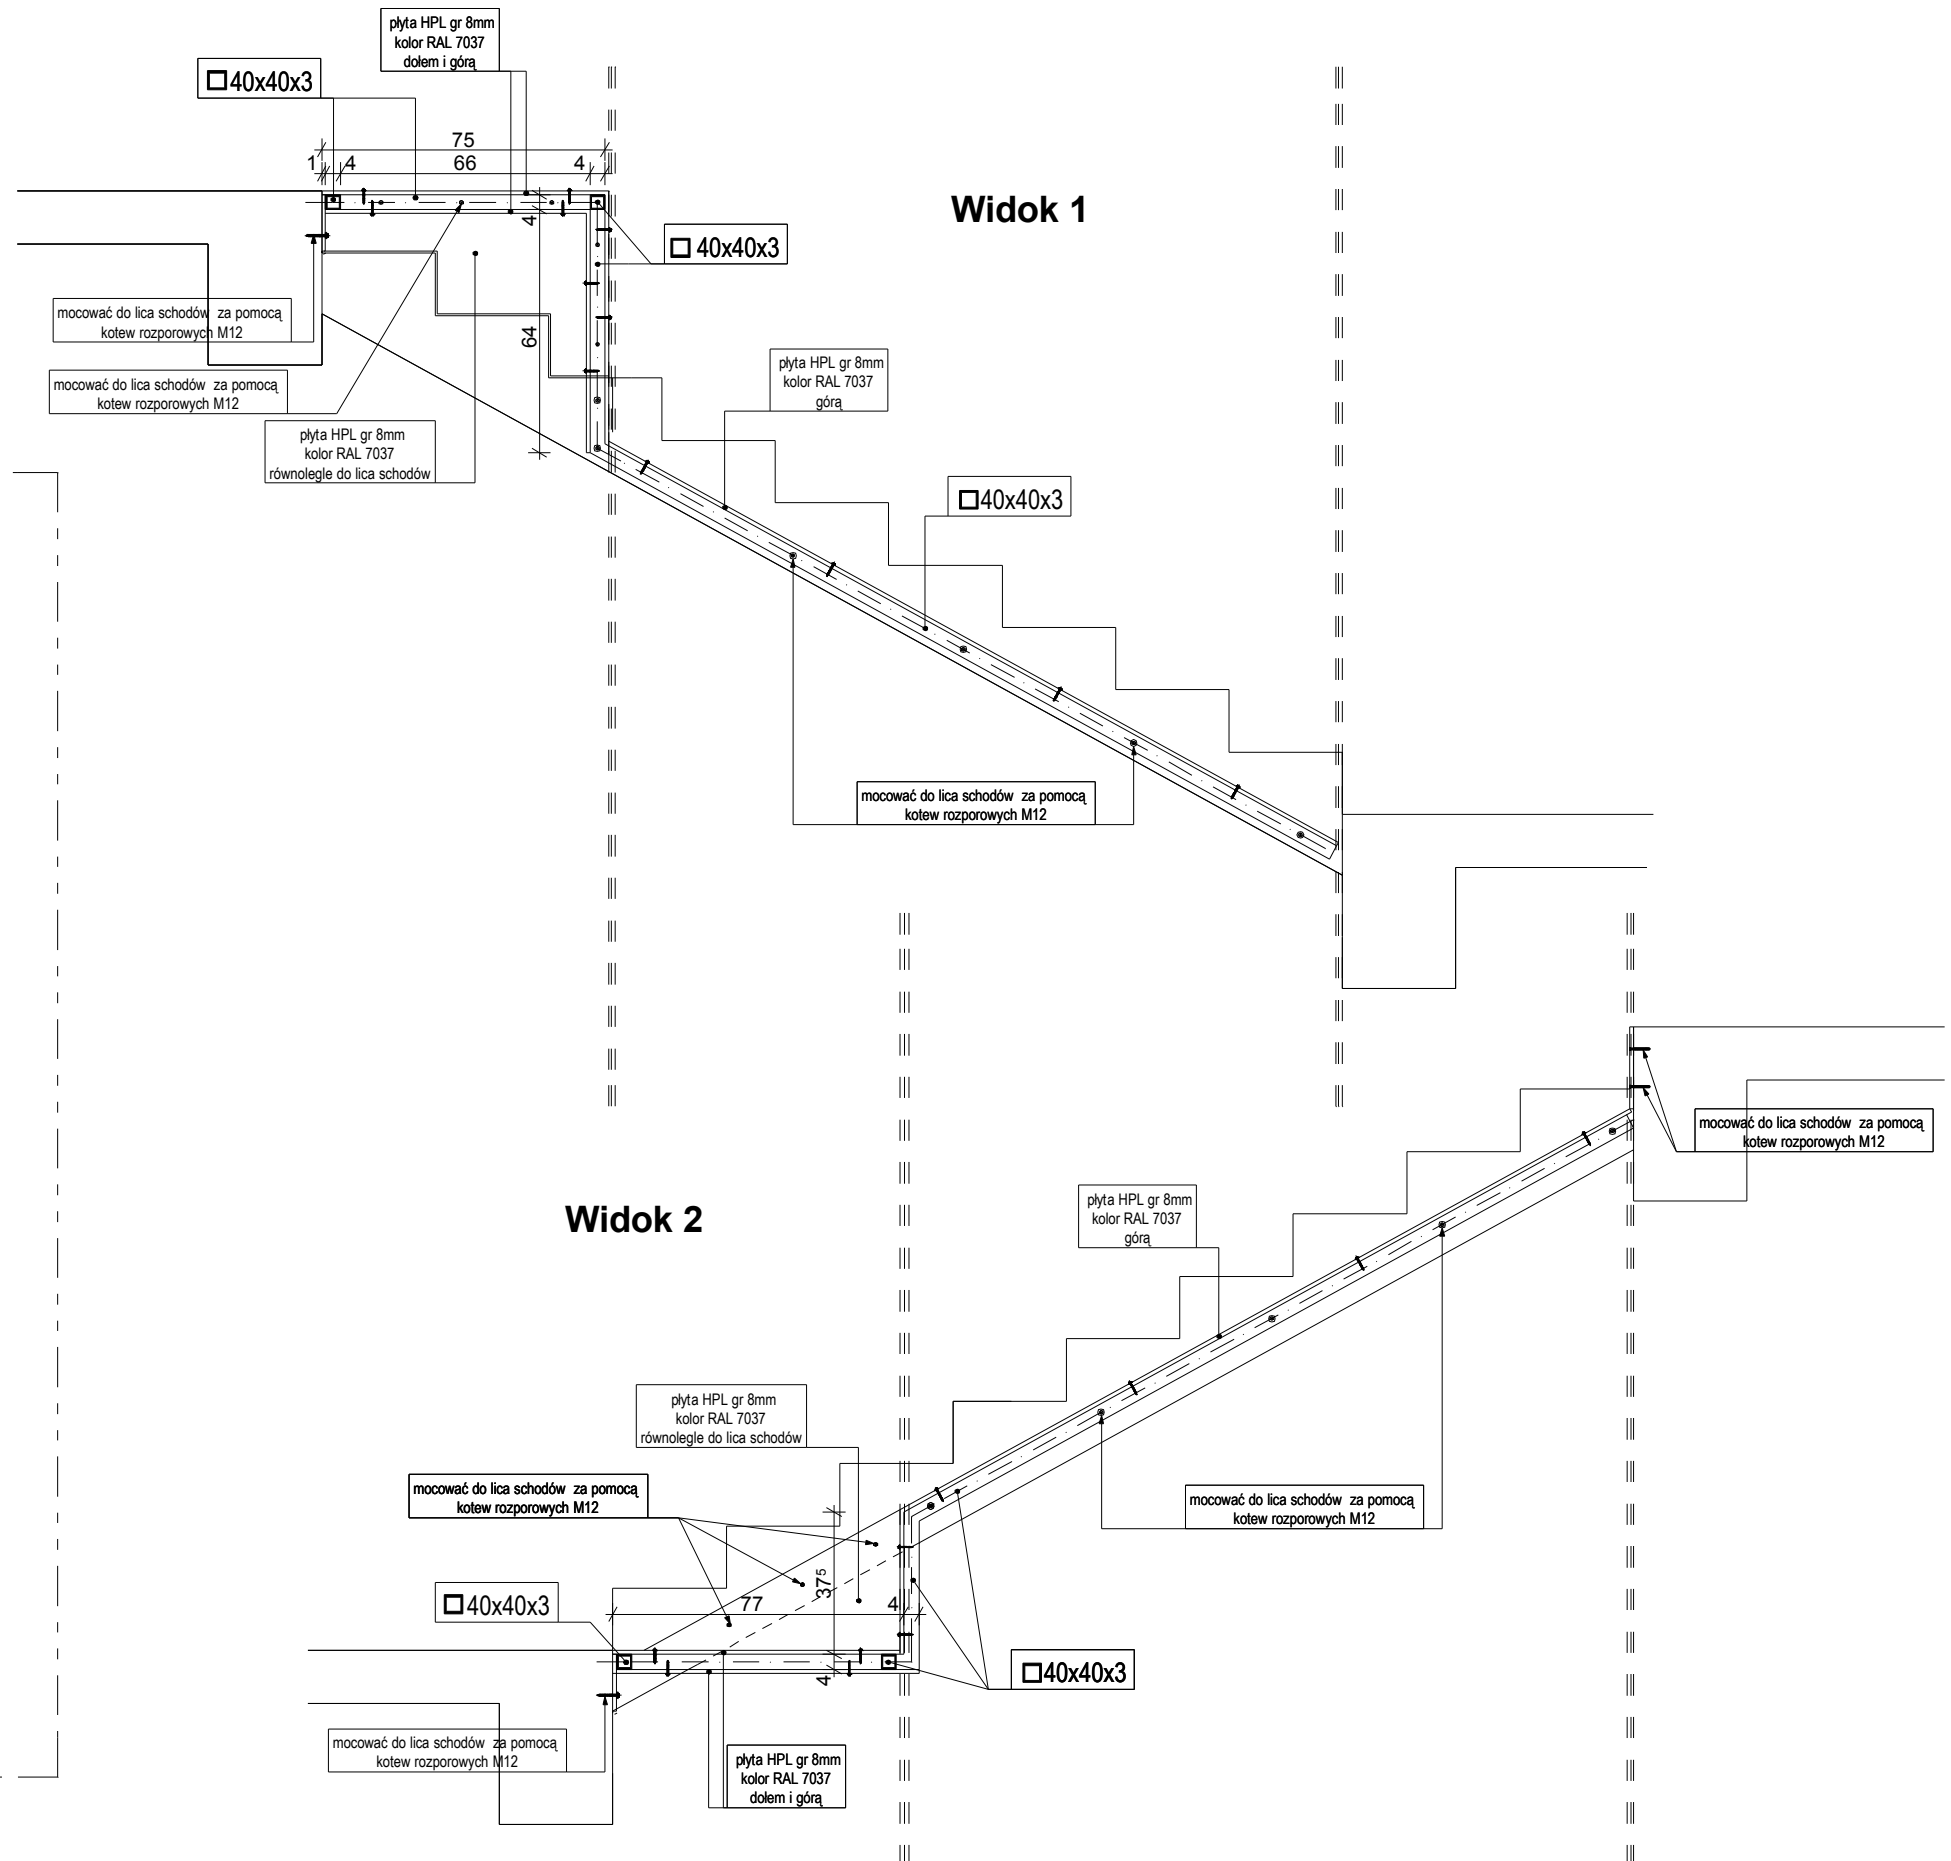 płyta HPL gr 8mm
kolor RAL 7037
dołem i górą
40x40x3
75
1
4
66
4
Widok 1
4
40x40x3
mocować do lica schodów za pomocą
kotew rozporowych M12
64
płyta HPL gr 8mm
kolor RAL 7037
górą
mocować do lica schodów za pomocą
kotew rozporowych M12
płyta HPL gr 8mm
kolor RAL 7037
równolegle do lica schodów
40x40x3
mocować do lica schodów za pomocą
kotew rozporowych M12
mocować do lica schodów za pomocą
kotew rozporowych M12
Widok 2
płyta HPL gr 8mm
kolor RAL 7037
górą
płyta HPL gr 8mm
kolor RAL 7037
równolegle do lica schodów
mocować do lica schodów za pomocą
kotew rozporowych M12
mocować do lica schodów za pomocą
kotew rozporowych M12
37⁵
40x40x3
77
4
40x40x3
4
mocować do lica schodów za pomocą
kotew rozporowych M12
płyta HPL gr 8mm
kolor RAL 7037
dołem i górą